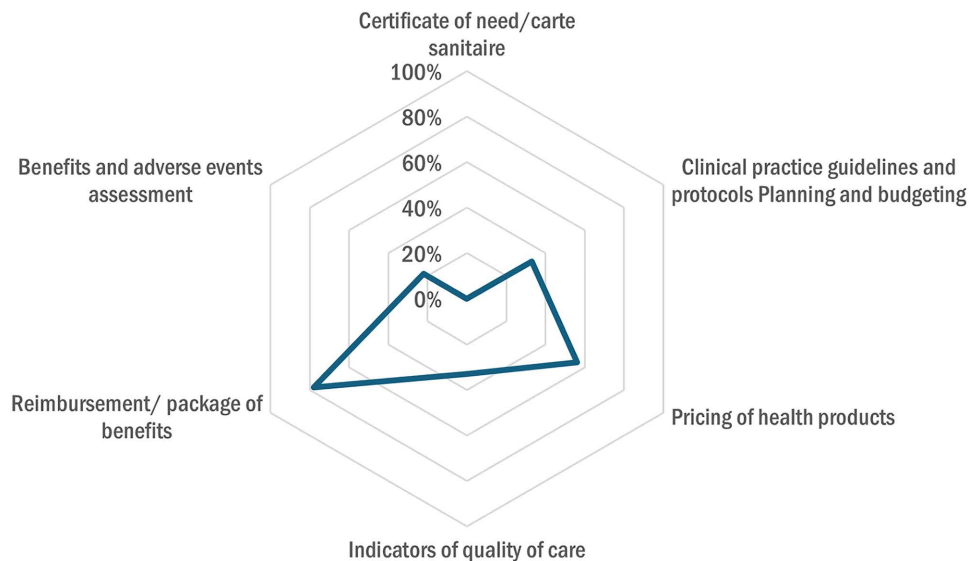 Certificate of need/carte
sanitaire
100%
80%
60%
40%
20%
0%
Benefits and adverse events
assessment
Clinical practice guidelines and
protocols Planning and budgeting
Reimbursement/ package of
benefits
Pricing of health products
Indicators of quality of care